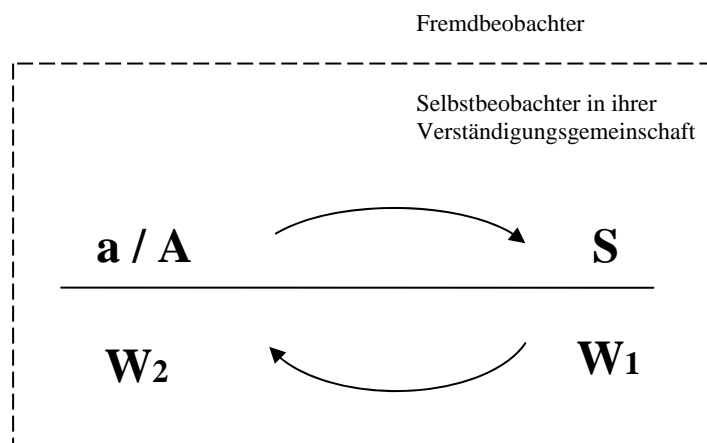 Fremdbeobachter
Selbstbeobachter in ihrer
Verständigungsgemeinschaft
a / A
S
W2
W1